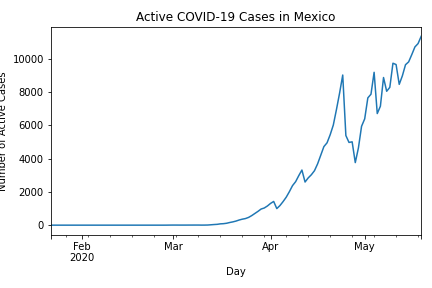 Active COVID-19 Cases in Mexico
Number of Active Cases
10000
8000
6000
4000
2000
0
Feb
2020
Mar
Apr
May
Day